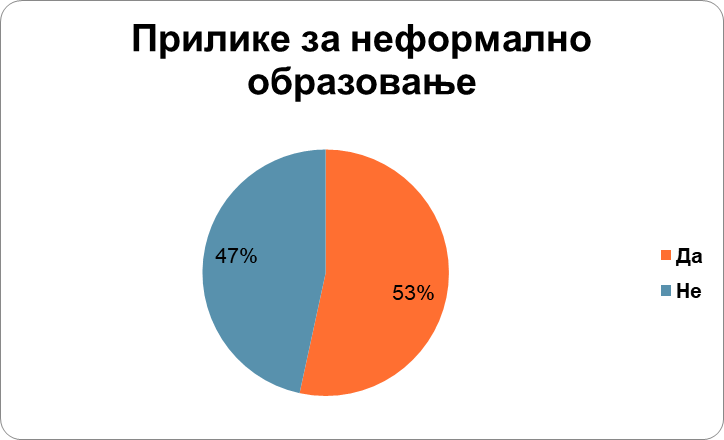 Прилике за неформално
образовање
47%
53%
Да
Не